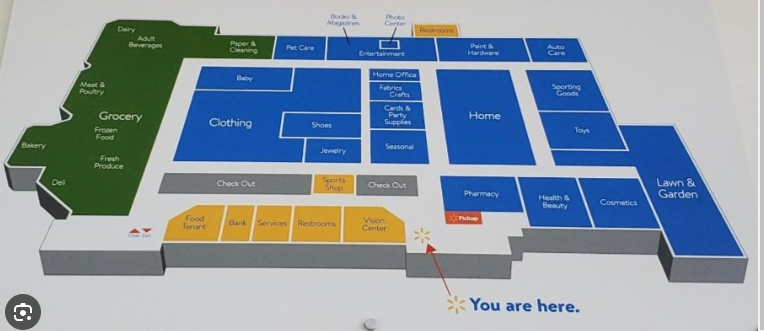 Books & Magazines
Photo Center
Restrooms
Dairy
Adult Beverages
Paper & Cleaning
Pet Care
Entertainment
Paint & Hardware
Auto Care
Meat & Poultry
Baby
Home Office
Fabrics Crafts
Cards & Party Supplies
Sporting Goods
Grocery
Clothing
Shoes
Home
Toys
Frozen Food
Bakery
Fresh Produce
Jewelry
Seasonal
Deli
Check Out
Sports Shop
Check Out
Pharmacy
Health & Beauty
Cosmetics
Lawn & Garden
Pickup
Food Tenant
Bank
Services
Restrooms
Vision Center
You are here.